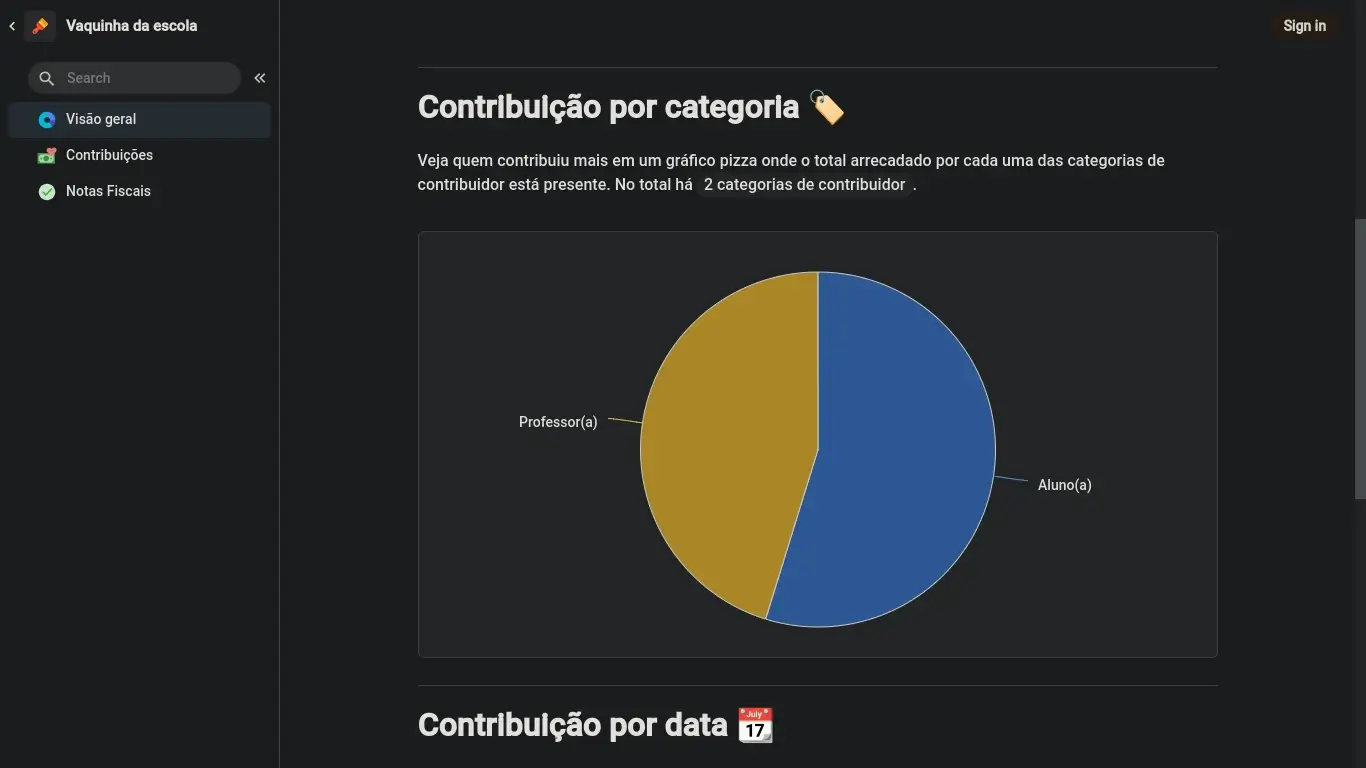 Vaquinha da escola
Sign in
Search
Visão geral
Contribuições
Notas Fiscais
Contribuição por categoria
Veja quem contribuiu mais em um gráfico pizza onde o total arrecadado por cada uma das categorias de
contribuidor está presente. No total há 2 categorias de contribuidor .
Professor(a)
Aluno(a)
Contribuição por data
July
17